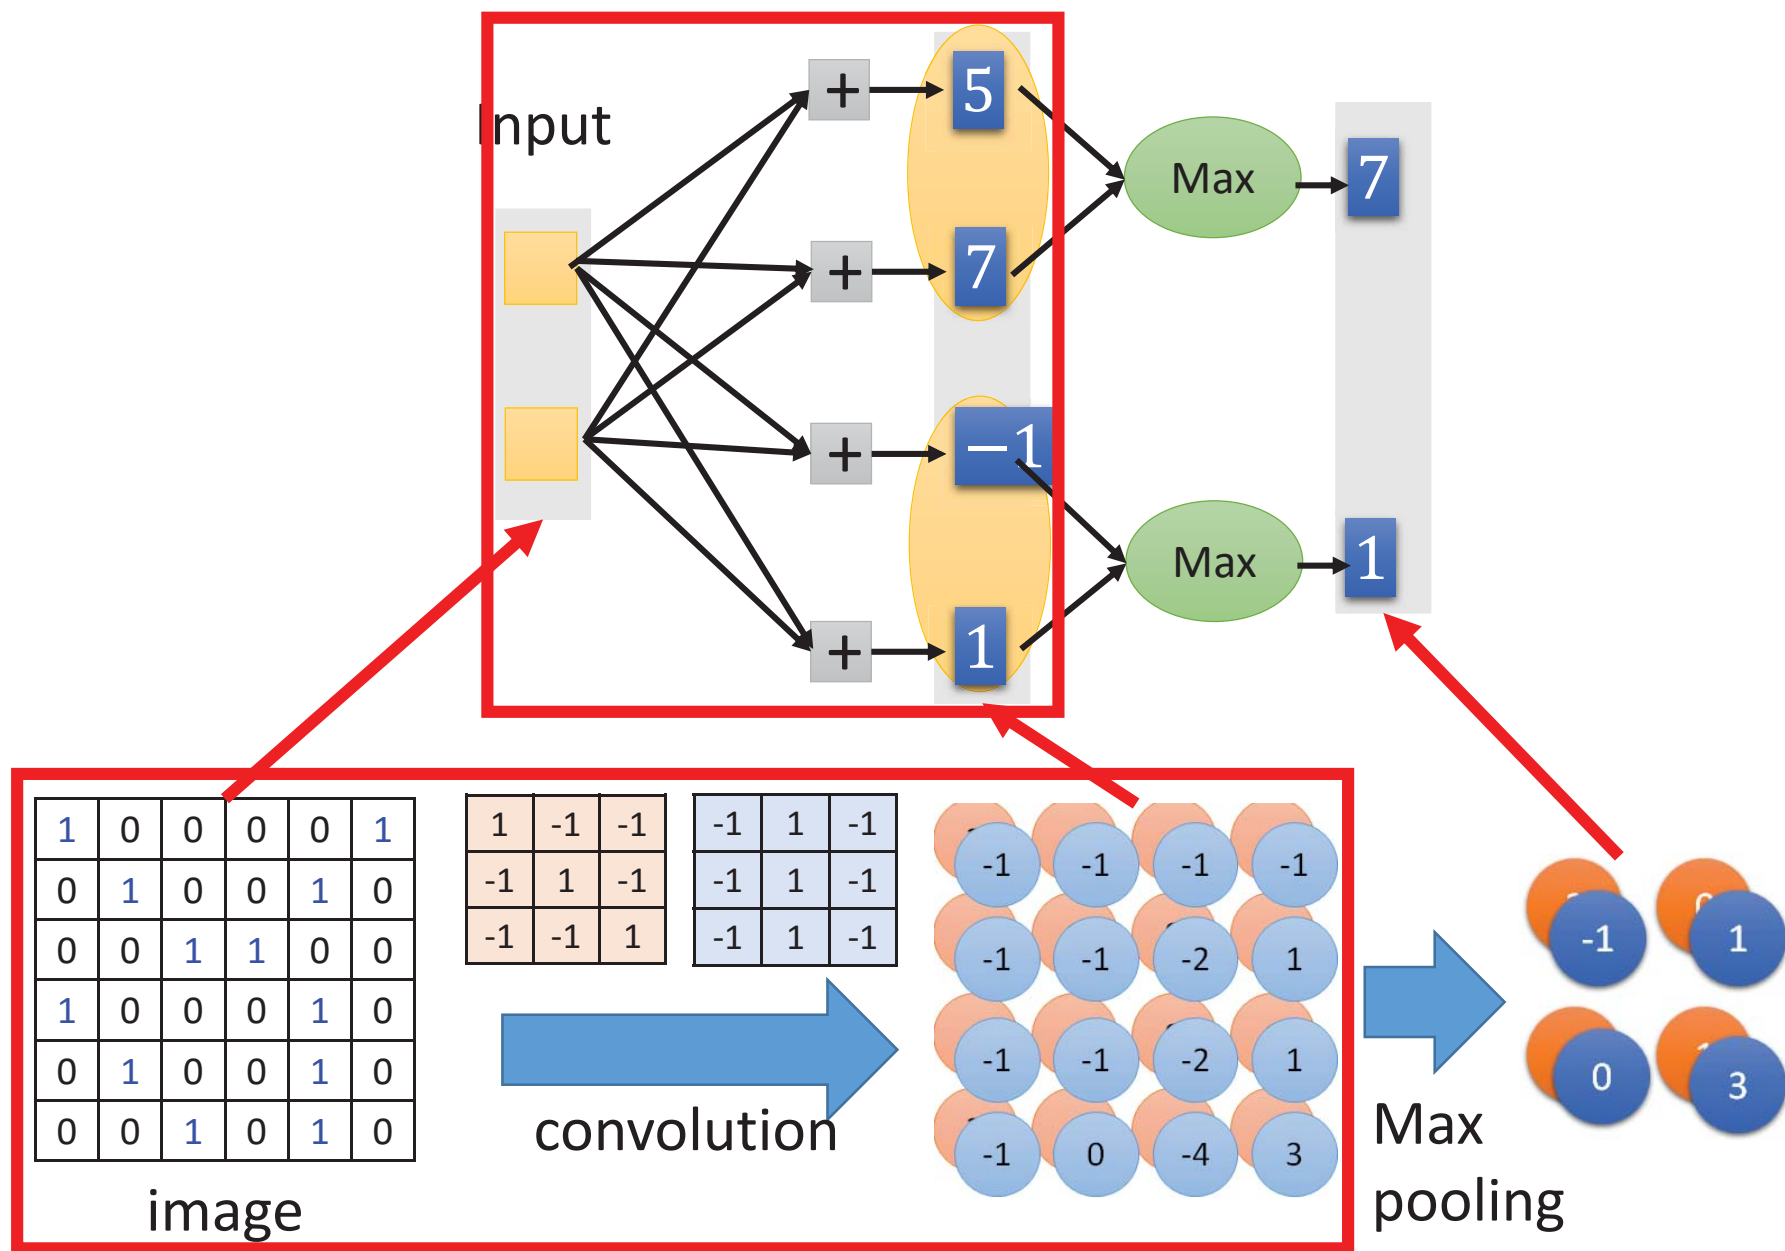 Input
+ 5
Max 7
+ 7
+ −1
Max 1
+ 1
1 0 0 0 0 1
0 1 0 0 1 0
0 0 1 1 0 0
1 0 0 0 1 0
0 1 0 0 1 0
0 0 1 0 1 0
image
1 -1 -1
-1 1 -1
-1 -1 1
-1 1 -1
-1 1 -1
-1 1 -1
convolution
-1 -1 -1 -1
-1 -1 -2 1
-1 -1 -2 1
-1 0 -4 3
Max
pooling
-1 1
0 3